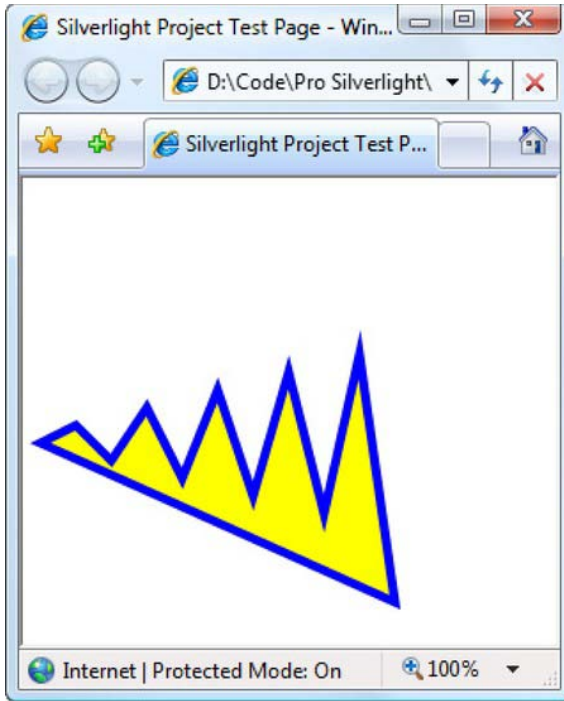 Silverlight Project Test Page - Win...
D:\Code\Pro Silverlight\
Silverlight Project Test P...
Internet | Protected Mode: On
100%